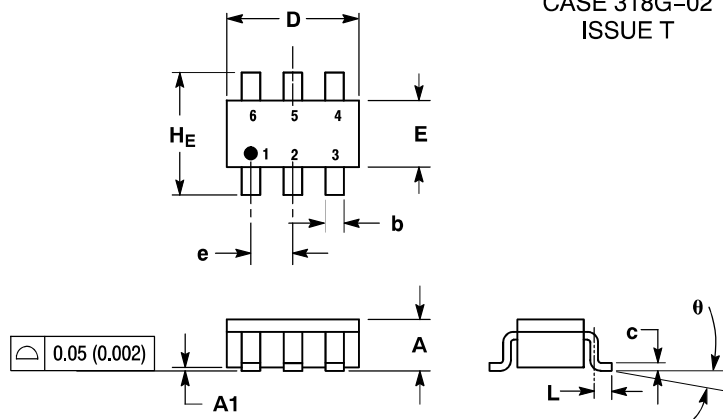 CASE 318G−02
ISSUE T
D
6 5 4
HE
E
1 2 3
b
e
0.05 (0.002)
A
A1
c
θ
L